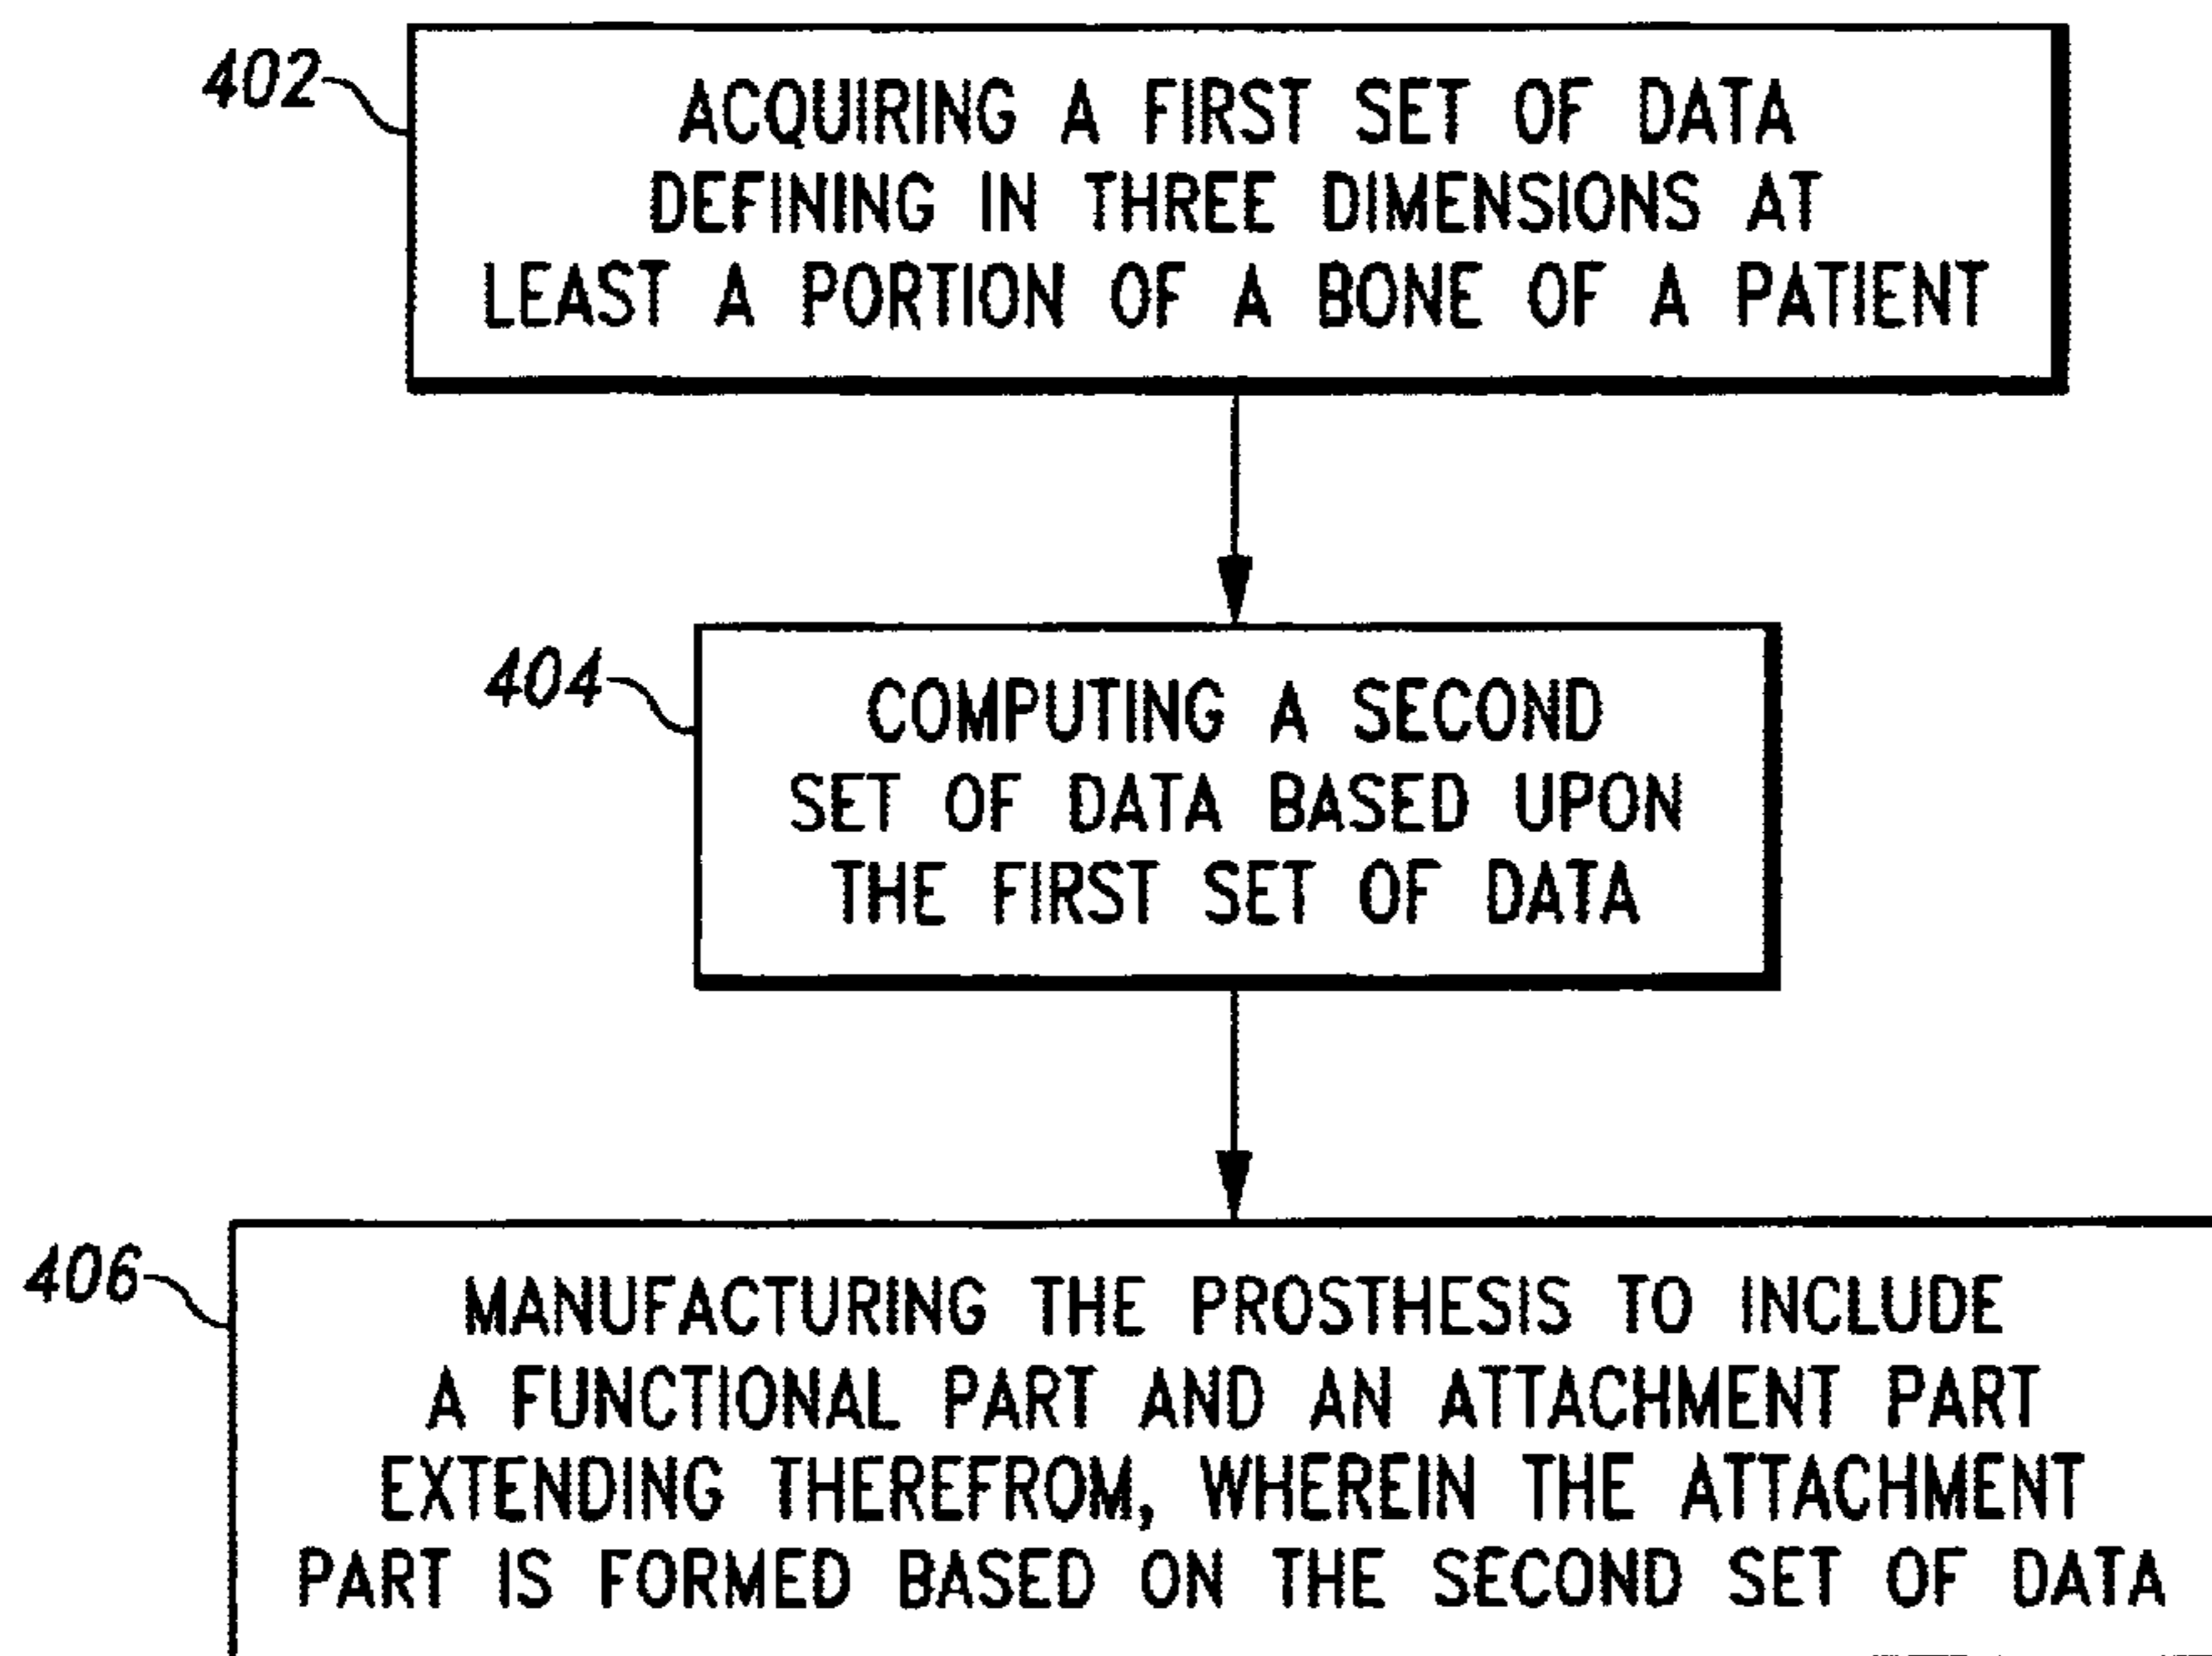 402
ACQUIRING A FIRST SET OF DATA
DEFINING IN THREE DIMENSIONS AT
LEAST A PORTION OF A BONE OF A PATIENT
404
COMPUTING A SECOND
SET OF DATA BASED UPON
THE FIRST SET OF DATA
406
MANUFACTURING THE PROSTHESIS TO INCLUDE
A FUNCTIONAL PART AND AN ATTACHMENT PART
EXTENDING THEREFROM, WHEREIN THE ATTACHMENT
PART IS FORMED BASED ON THE SECOND SET OF DATA